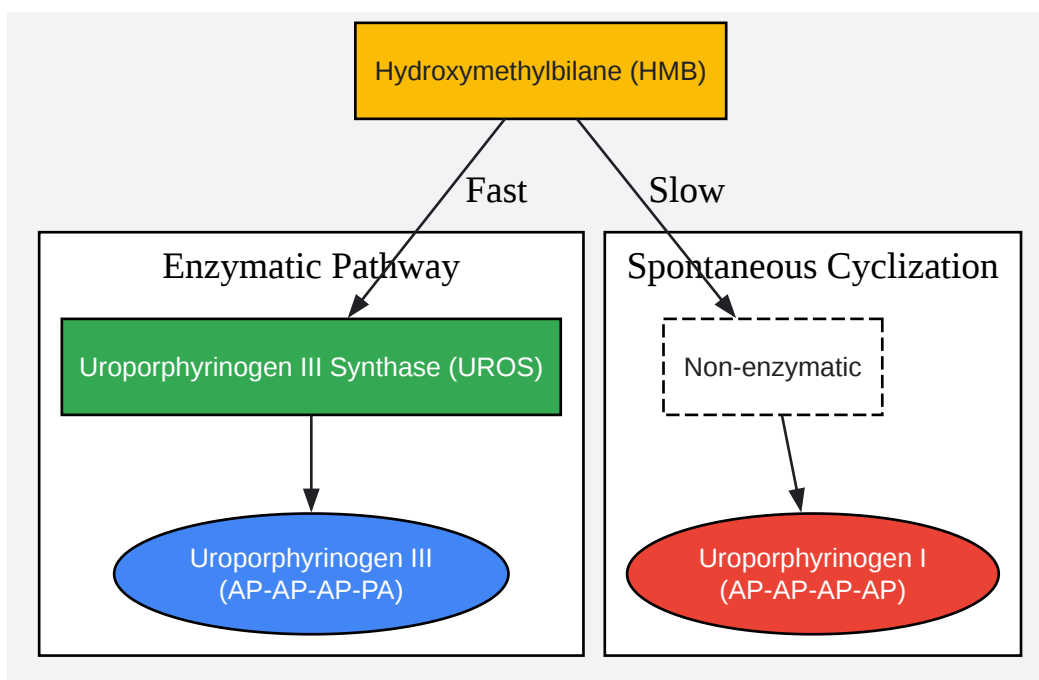 Hydroxymethylbilane (HMB)
Fast
Slow
Enzymatic Pathway
Spontaneous Cyclization
Uroporphyrinogen III Synthase (UROS)
Non-enzymatic
Uroporphyrinogen III
(AP-AP-AP-PA)
Uroporphyrinogen I
(AP-AP-AP-AP)